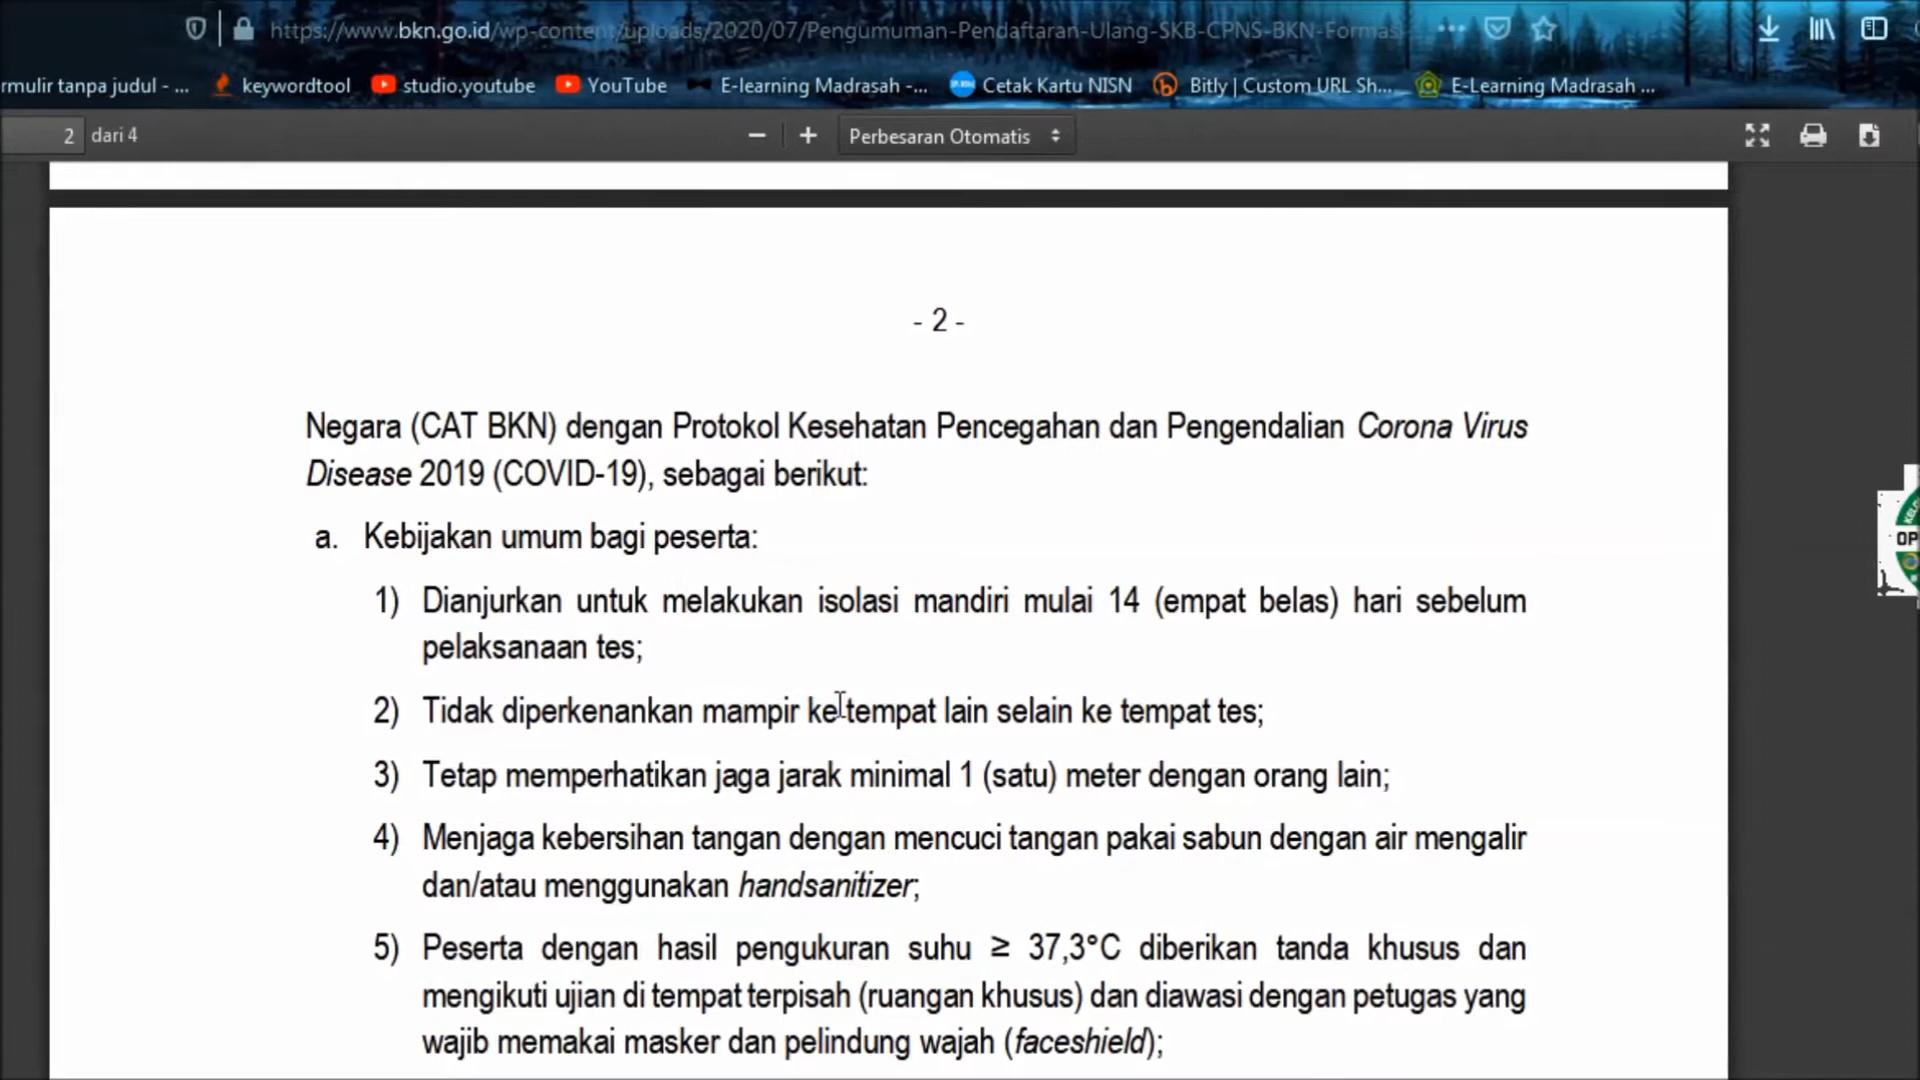 https://www.bkn.go.id/wp-content/uploads/2020/07/Pengumuman-Pendaftaran-Ulang-SKB-CPNS-BKN-Formas
rmulir tanpa judul - ... keywordtool studio.youtube YouTube E-learning Madrasah -... Cetak Kartu NISN Bitly | Custom URL Sh... E-Learning Madrasah ...
2 dari 4 Perbesaran Otomatis
- 2 -
Negara (CAT BKN) dengan Protokol Kesehatan Pencegahan dan Pengendalian Corona Virus
Disease 2019 (COVID-19), sebagai berikut:
a. Kebijakan umum bagi peserta:
1) Dianjurkan untuk melakukan isolasi mandiri mulai 14 (empat belas) hari sebelum
pelaksanaan tes;
2) Tidak diperkenankan mampir ke tempat lain selain ke tempat tes;
3) Tetap memperhatikan jaga jarak minimal 1 (satu) meter dengan orang lain;
4) Menjaga kebersihan tangan dengan mencuci tangan pakai sabun dengan air mengalir
dan/atau menggunakan handsanitizer;
5) Peserta dengan hasil pengukuran suhu ≥ 37,3°C diberikan tanda khusus dan
mengikuti ujian di tempat terpisah (ruangan khusus) dan diawasi dengan petugas yang
wajib memakai masker dan pelindung wajah (faceshield);
KELO
OP